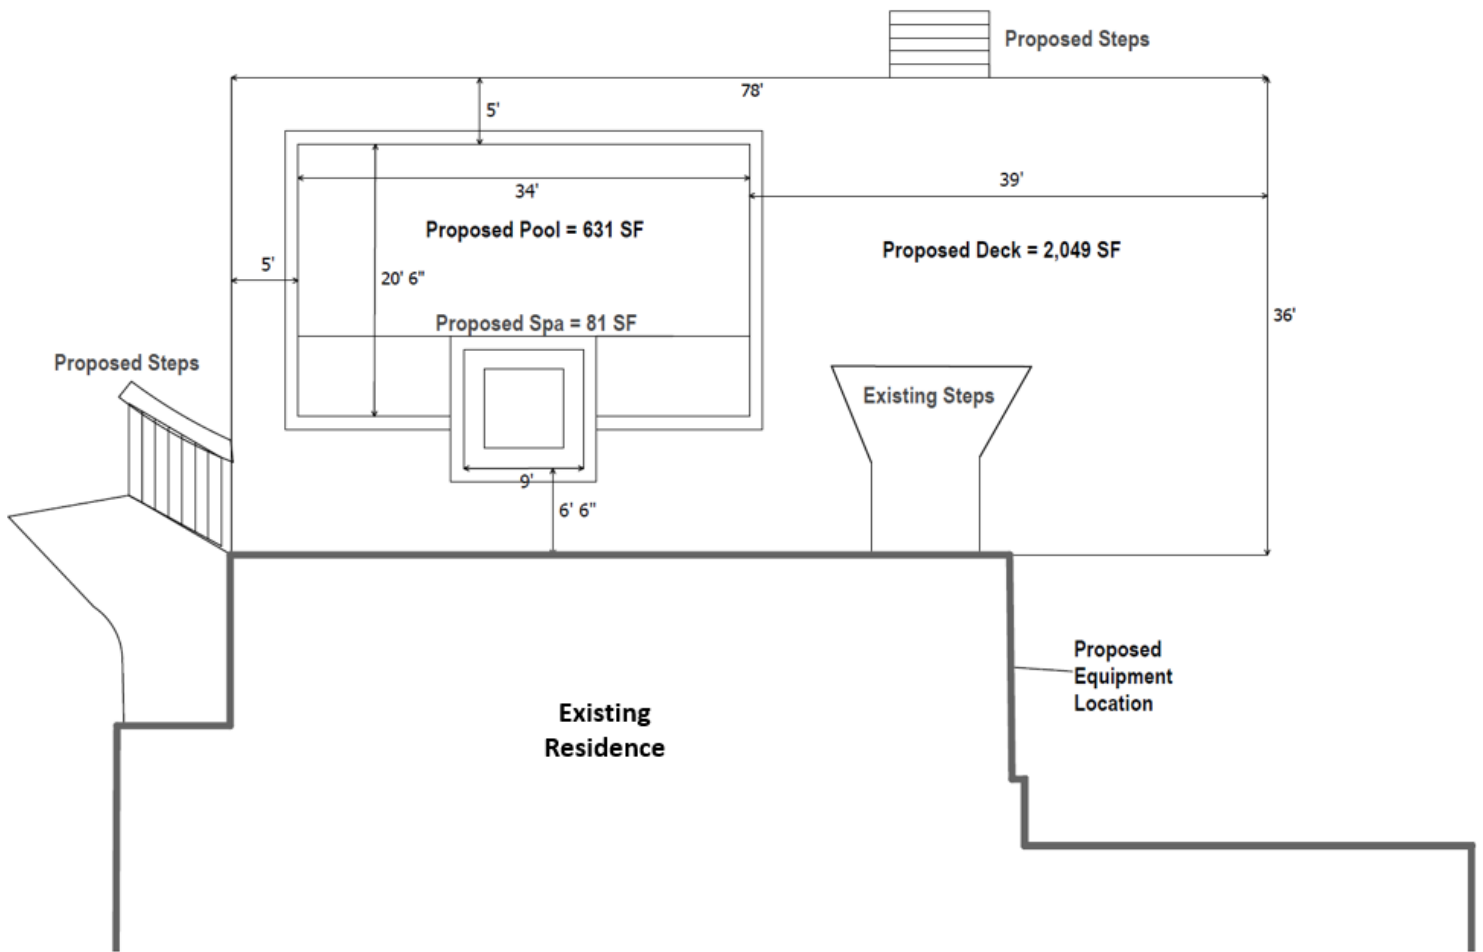 Proposed Steps
78'
5'
34'
39'
Proposed Pool = 631 SF
Proposed Deck = 2,049 SF
5'
20' 6"
36'
Proposed Spa = 81 SF
Proposed Steps
Existing Steps
9'
6' 6"
Proposed
Equipment
Location
Existing
Residence